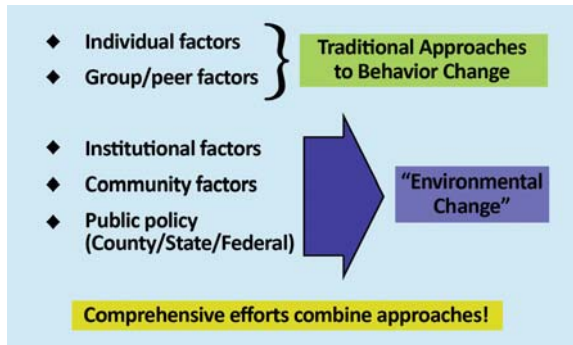 ◆ Individual factors
◆ Group/peer factors
Traditional Approaches
to Behavior Change
◆ Institutional factors
◆ Community factors
◆ Public policy
(County/State/Federal)
“Environmental
Change”
Comprehensive efforts combine approaches!